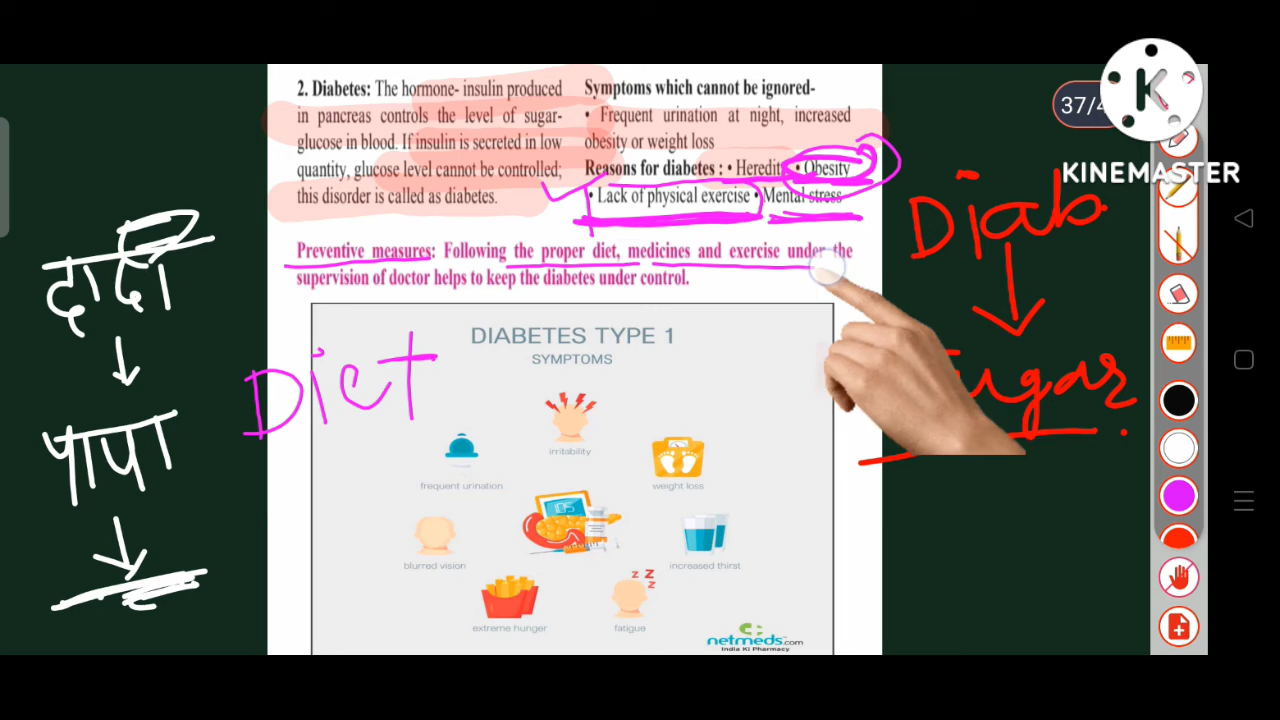 2. Diabetes: The hormone- insulin produced
in pancreas controls the level of sugar-
glucose in blood. If insulin is secreted in low
quantity, glucose level cannot be controlled;
this disorder is called as diabetes.
Symptoms which cannot be ignored-
• Frequent urination at night, increased
obesity or weight loss
Reasons for diabetes : • Heredit • Obesity
• Lack of physical exercise • Mental stress
Preventive measures: Following the proper diet, medicines and exercise under the
supervision of doctor helps to keep the diabetes under control.
DIABETES TYPE 1
SYMPTOMS
irritability
frequent urination
weight loss
blurred vision
increased thirst
extreme hunger
fatigue
z z z
netmeds.com
India Ki Pharmacy
Diet
दादा
पापा
Diab
ugar
37/4
K
KINEMASTER